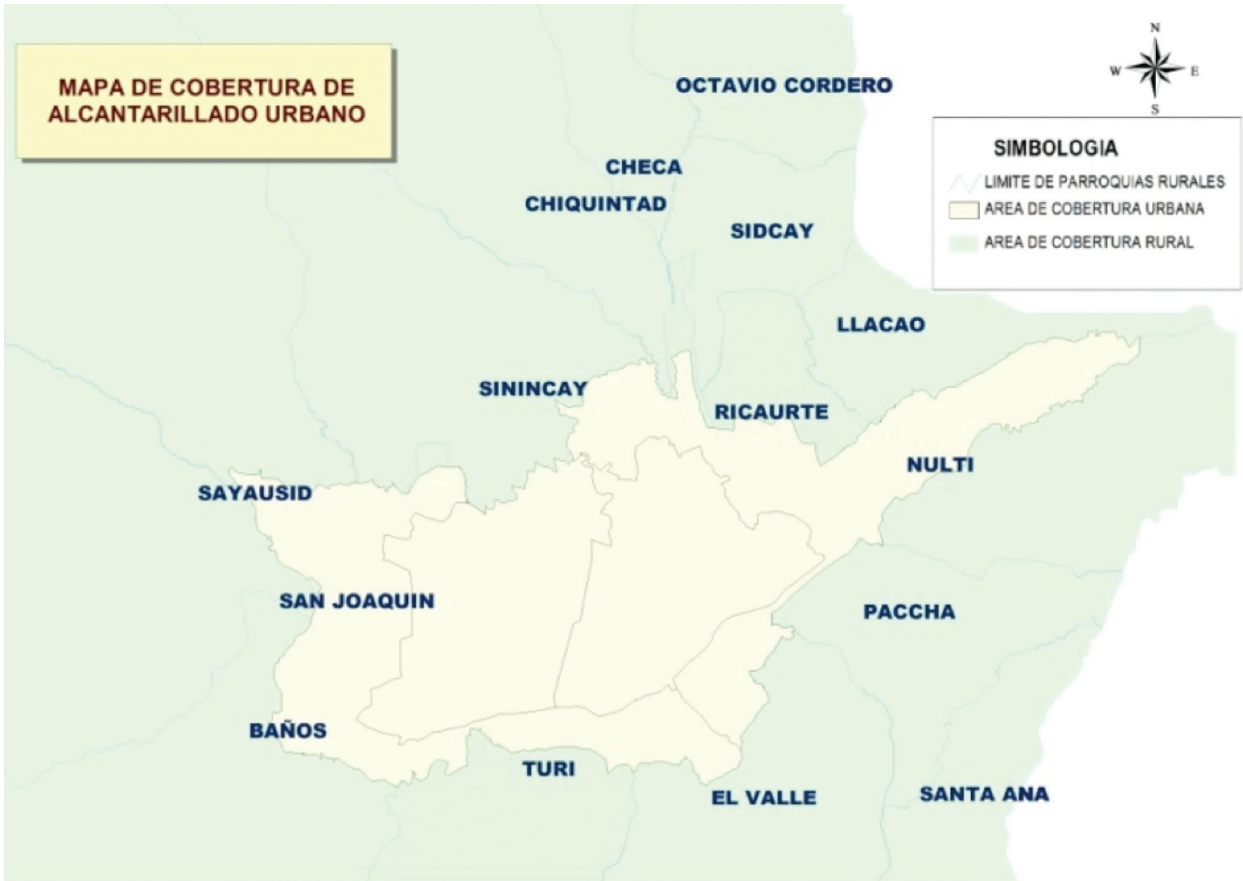 MAPA DE COBERTURA DE
ALCANTARILLADO URBANO
N
W
E
S
SIMBOLOGIA
LIMITE DE PARROQUIAS RURALES
AREA DE COBERTURA URBANA
AREA DE COBERTURA RURAL
OCTAVIO CORDERO
CHECA
CHIQUINTAD
SIDCAY
LLACAO
SININCAY
RICAURTE
NULTI
SAYAUSID
SAN JOAQUIN
PACCHA
BAÑOS
TURI
EL VALLE
SANTA ANA